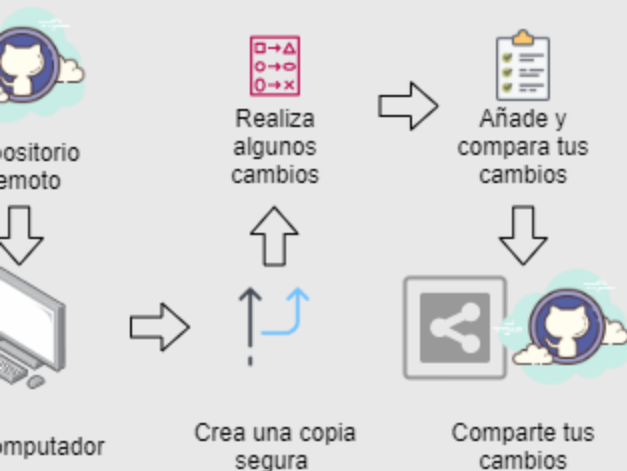 positorio
emoto
omputador
Crea una copia
segura
Realiza
algunos
cambios
Añade y
compara tus
cambios
Comparte tus
cambios